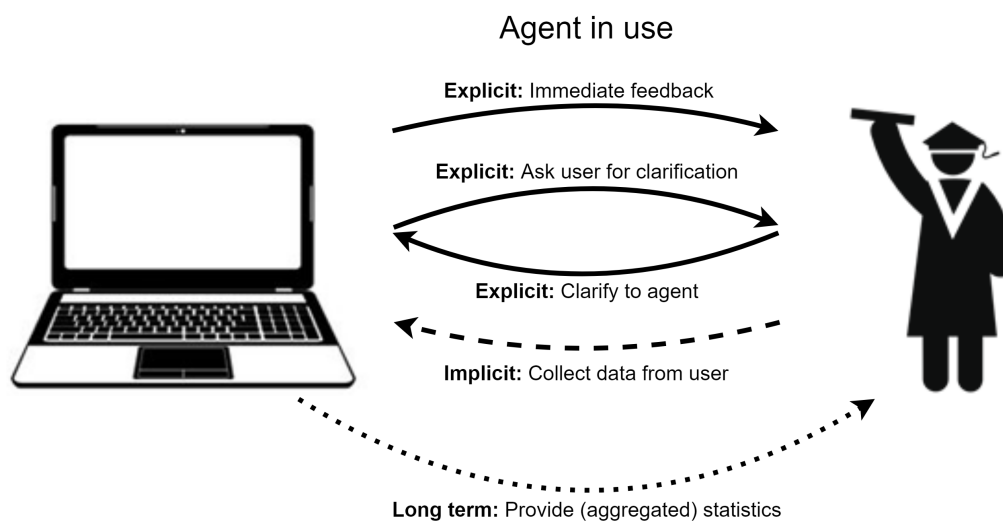 Agent in use
Explicit: Immediate feedback
Explicit: Ask user for clarification
Explicit: Clarify to agent
Implicit: Collect data from user
Long term: Provide (aggregated) statistics